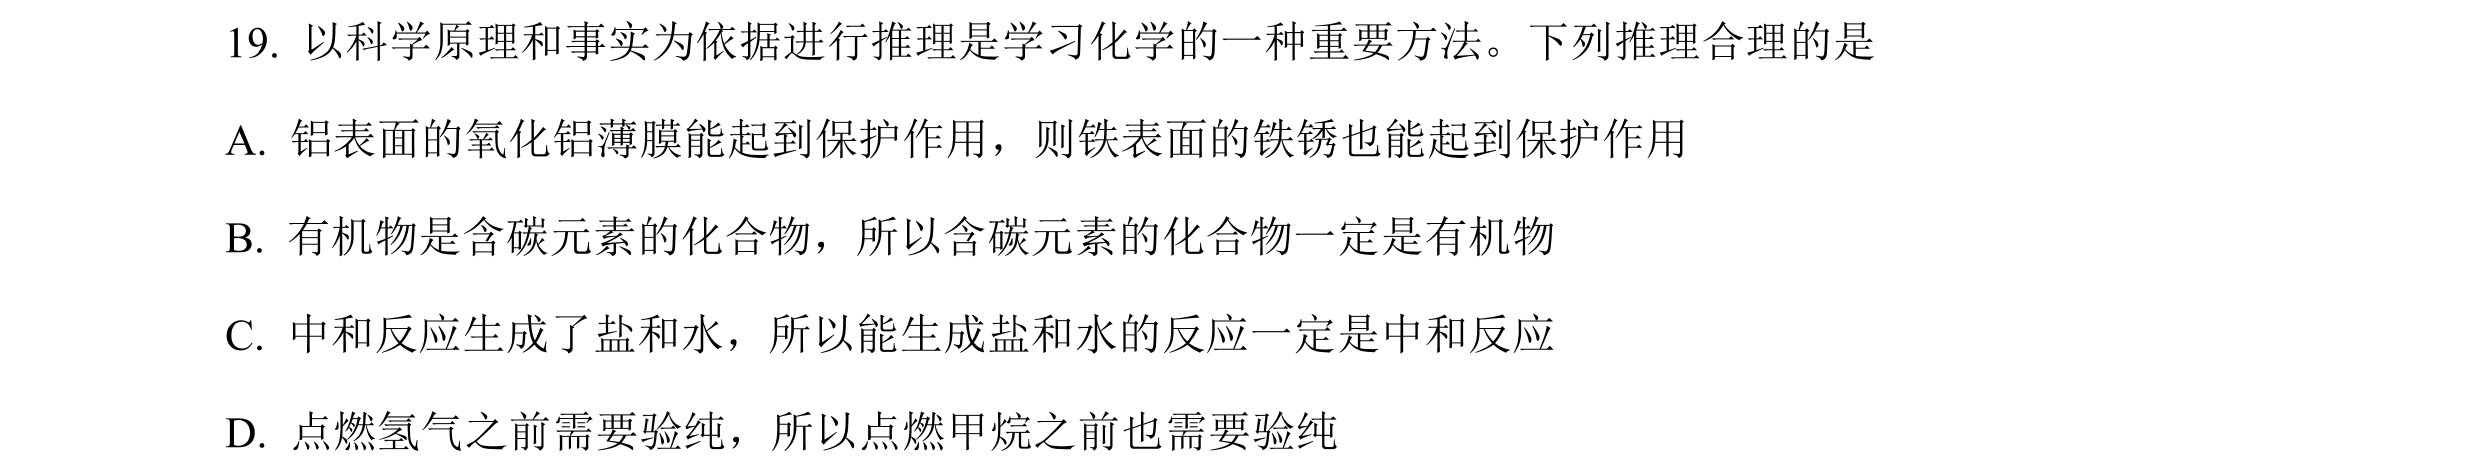 19. 以科学原理和事实为依据进行推理是学习化学的一种重要方法。下列推理合理的是
A. 铝表面的氧化铝薄膜能起到保护作用，则铁表面的铁锈也能起到保护作用
B. 有机物是含碳元素的化合物，所以含碳元素的化合物一定是有机物
C. 中和反应生成了盐和水，所以能生成盐和水的反应一定是中和反应
D. 点燃氢气之前需要验纯，所以点燃甲烷之前也需要验纯